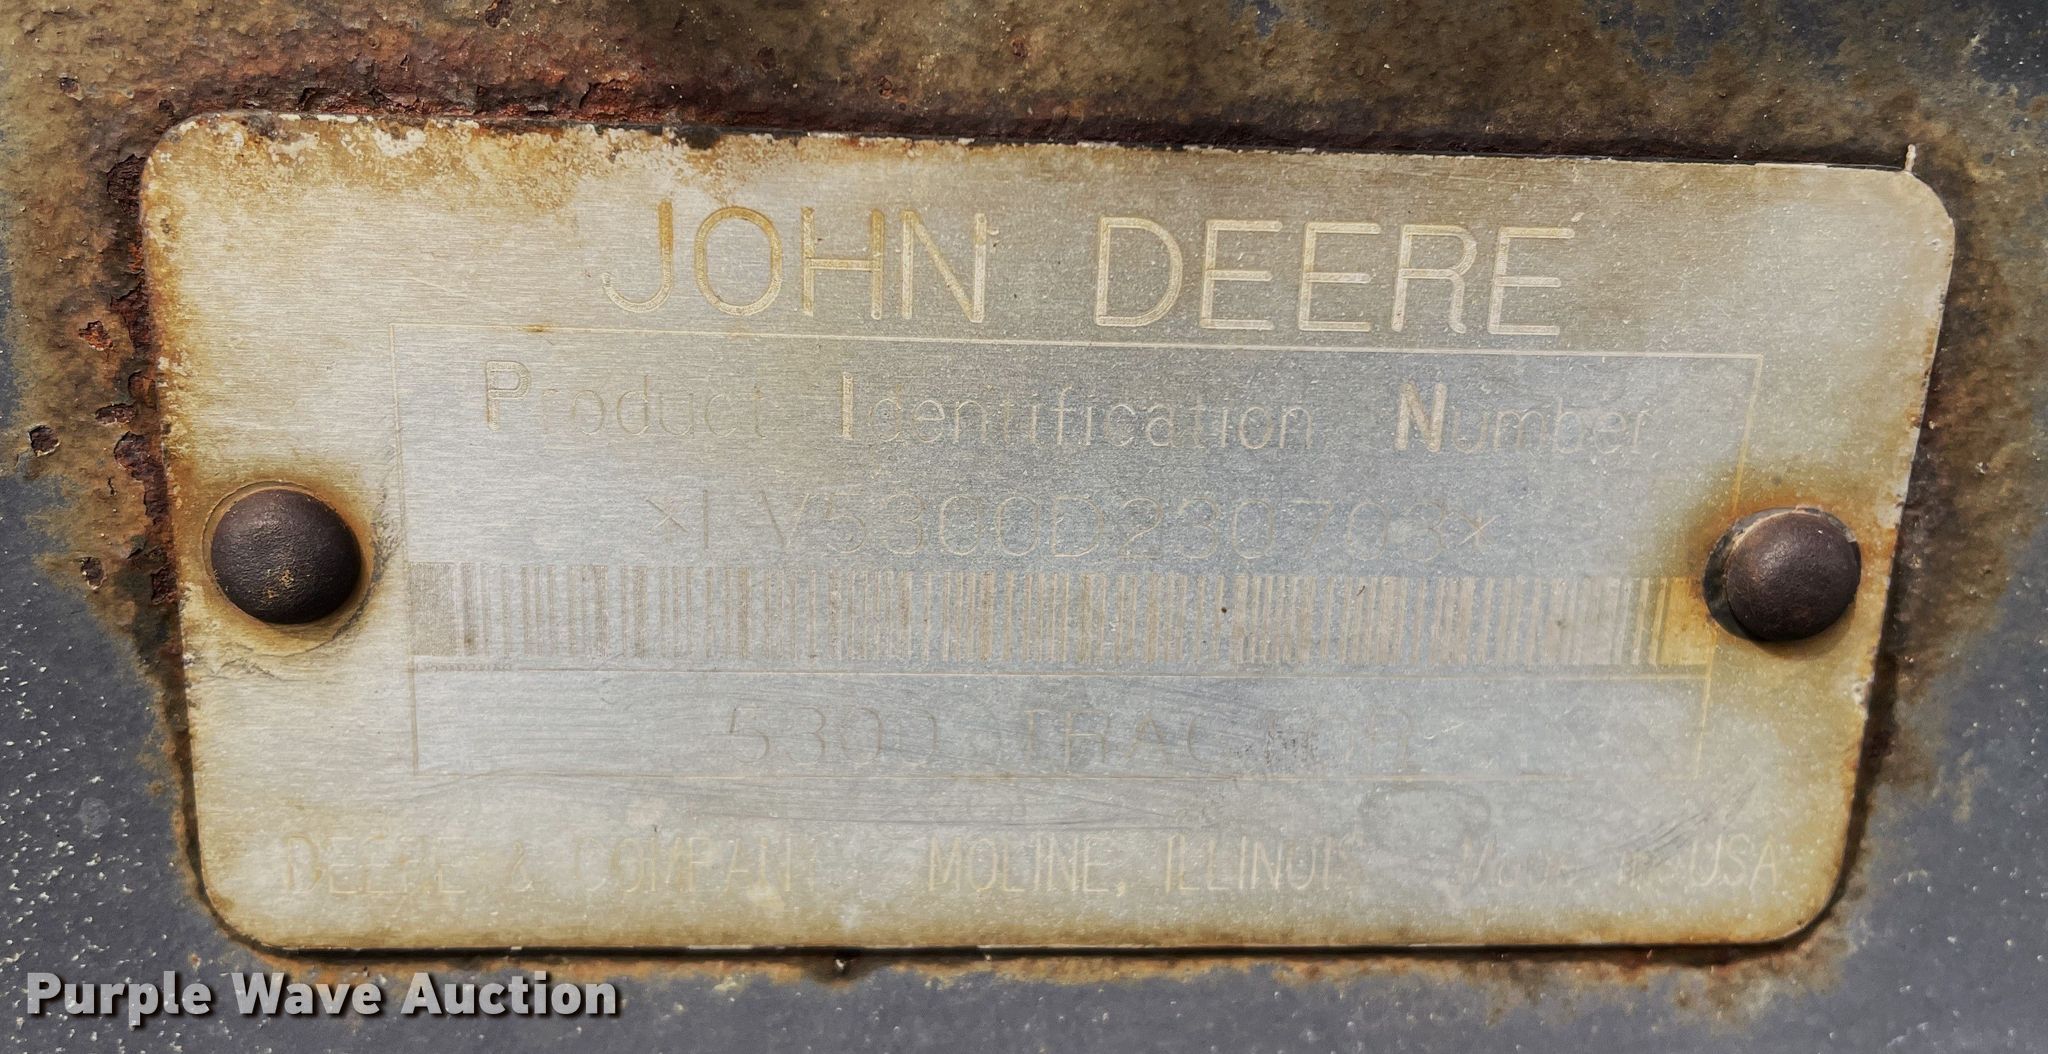 JOHN DEERE
Product Identification Number
*LV5300D230703*
5300 TRACTOR
DEERE & COMPANY MOLINE, ILLINOIS Made in USA
Purple Wave Auction